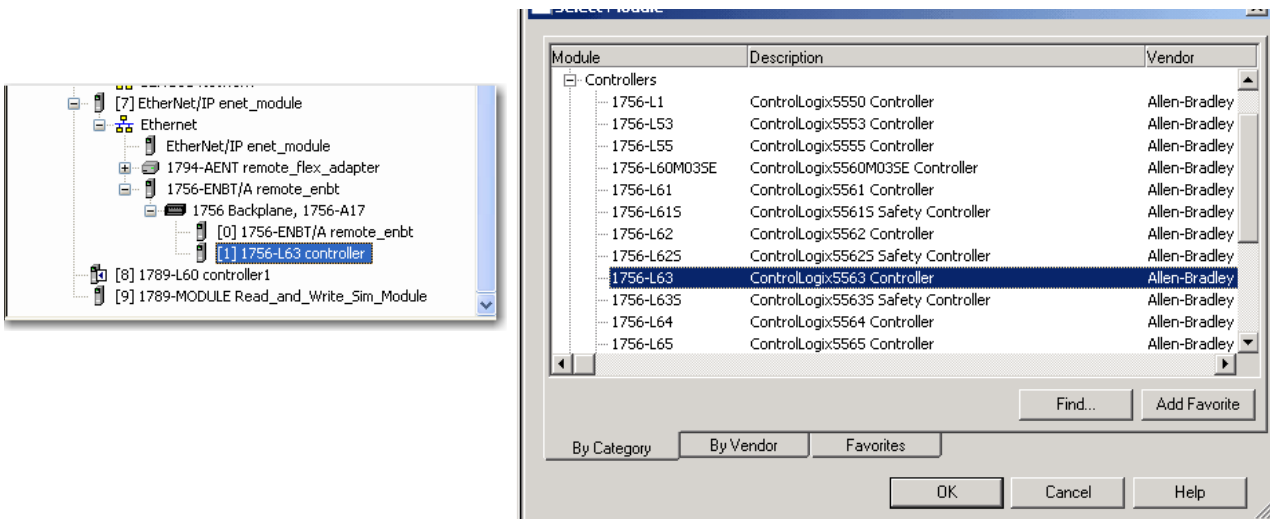 [7] EtherNet/IP enet_module
Ethernet
EtherNet/IP enet_module
1794-AENT remote_flex_adapter
1756-ENBT/A remote_enbt
1756 Backplane, 1756-A17
[0] 1756-ENBT/A remote_enbt
[1] 1756-L63 controller
[8] 1789-L60 controller1
[9] 1789-MODULE Read_and_Write_Sim_Module
Select Module
Module Description Vendor
Controllers
1756-L1 ControlLogix5550 Controller Allen-Bradley
1756-L53 ControlLogix5553 Controller Allen-Bradley
1756-L55 ControlLogix5555 Controller Allen-Bradley
1756-L60M03SE ControlLogix5560M03SE Controller Allen-Bradley
1756-L61 ControlLogix5561 Controller Allen-Bradley
1756-L61S ControlLogix5561S Safety Controller Allen-Bradley
1756-L62 ControlLogix5562 Controller Allen-Bradley
1756-L62S ControlLogix5562S Safety Controller Allen-Bradley
1756-L63 ControlLogix5563 Controller Allen-Bradley
1756-L63S ControlLogix5563S Safety Controller Allen-Bradley
1756-L64 ControlLogix5564 Controller Allen-Bradley
1756-L65 ControlLogix5565 Controller Allen-Bradley
Find... Add Favorite
By Category By Vendor Favorites
OK Cancel Help